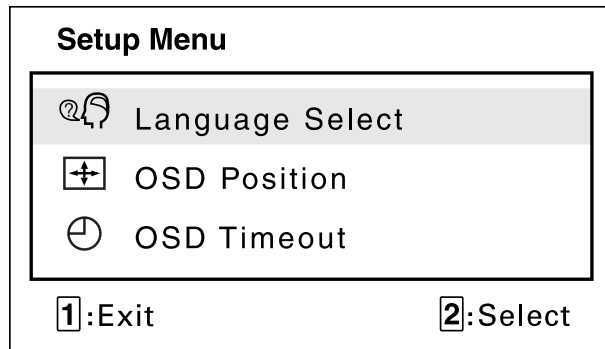 Setup Menu
Language Select
OSD Position
OSD Timeout
1:Exit 2:Select